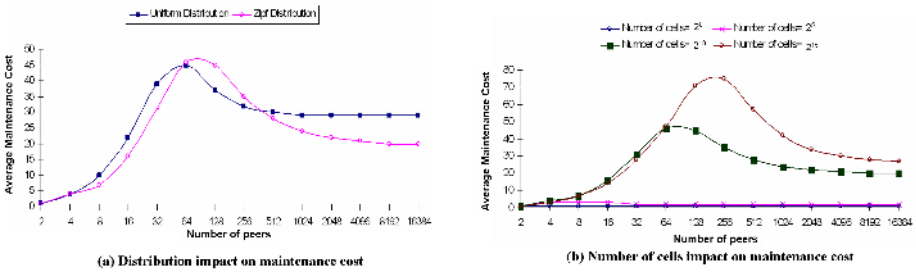 Uniform Distribution Zipf Distribution
Average Maintenance Cost
50
45
40
35
30
25
20
15
10
5
0
2 4 8 16 32 64 128 256 512 1024 2048 4096 8192 16384
Number of peers
(a) Distribution impact on maintenance cost
Number of cells= Number of cells=
Number of cells= Number of cells=
Average Maintenance Cost
80
70
60
50
40
30
20
10
0
2 4 8 16 32 64 128 256 512 1024 2048 4096 8192 16384
Number of peers
(b) Number of cells impact on maintenance cost